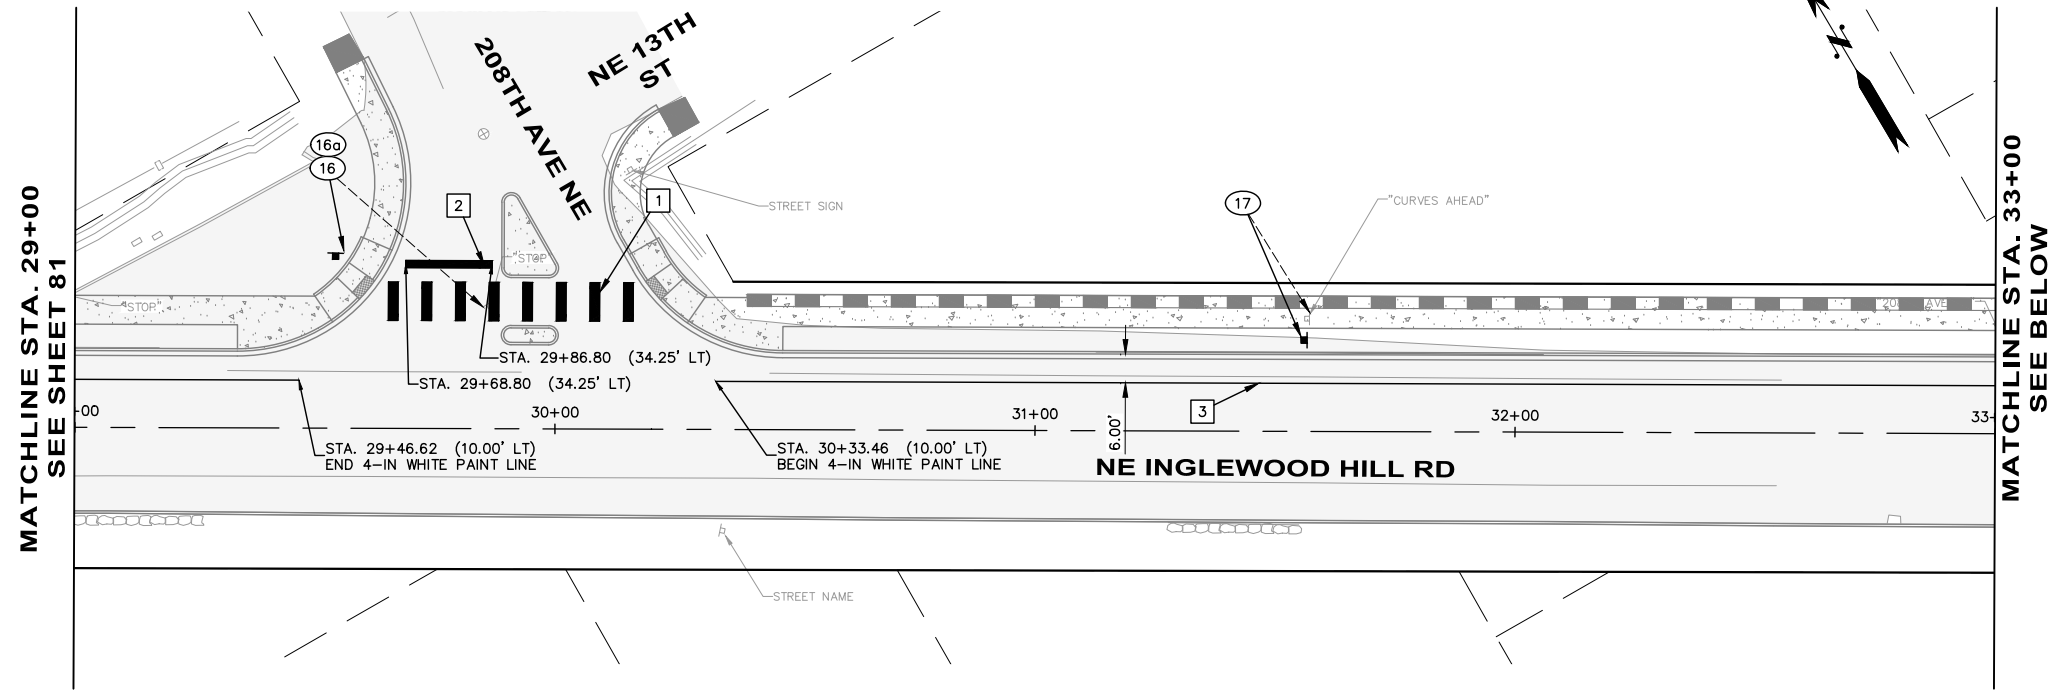 MATCHLINE STA. 29+00
SEE SHEET 81
208TH AVE NE
NE 13TH
ST
N
16a
16
2
1
STREET SIGN
17
"CURVES AHEAD"
"STOP"
"STOP"
STA. 29+86.80 (34.25' LT)
STA. 29+68.80 (34.25' LT)
-00
30+00
31+00
32+00
33-
3
6.00'
STA. 29+46.62 (10.00' LT)
END 4-IN WHITE PAINT LINE
STA. 30+33.46 (10.00' LT)
BEGIN 4-IN WHITE PAINT LINE
NE INGLEWOOD HILL RD
STREET NAME
MATCHLINE STA. 33+00
SEE BELOW